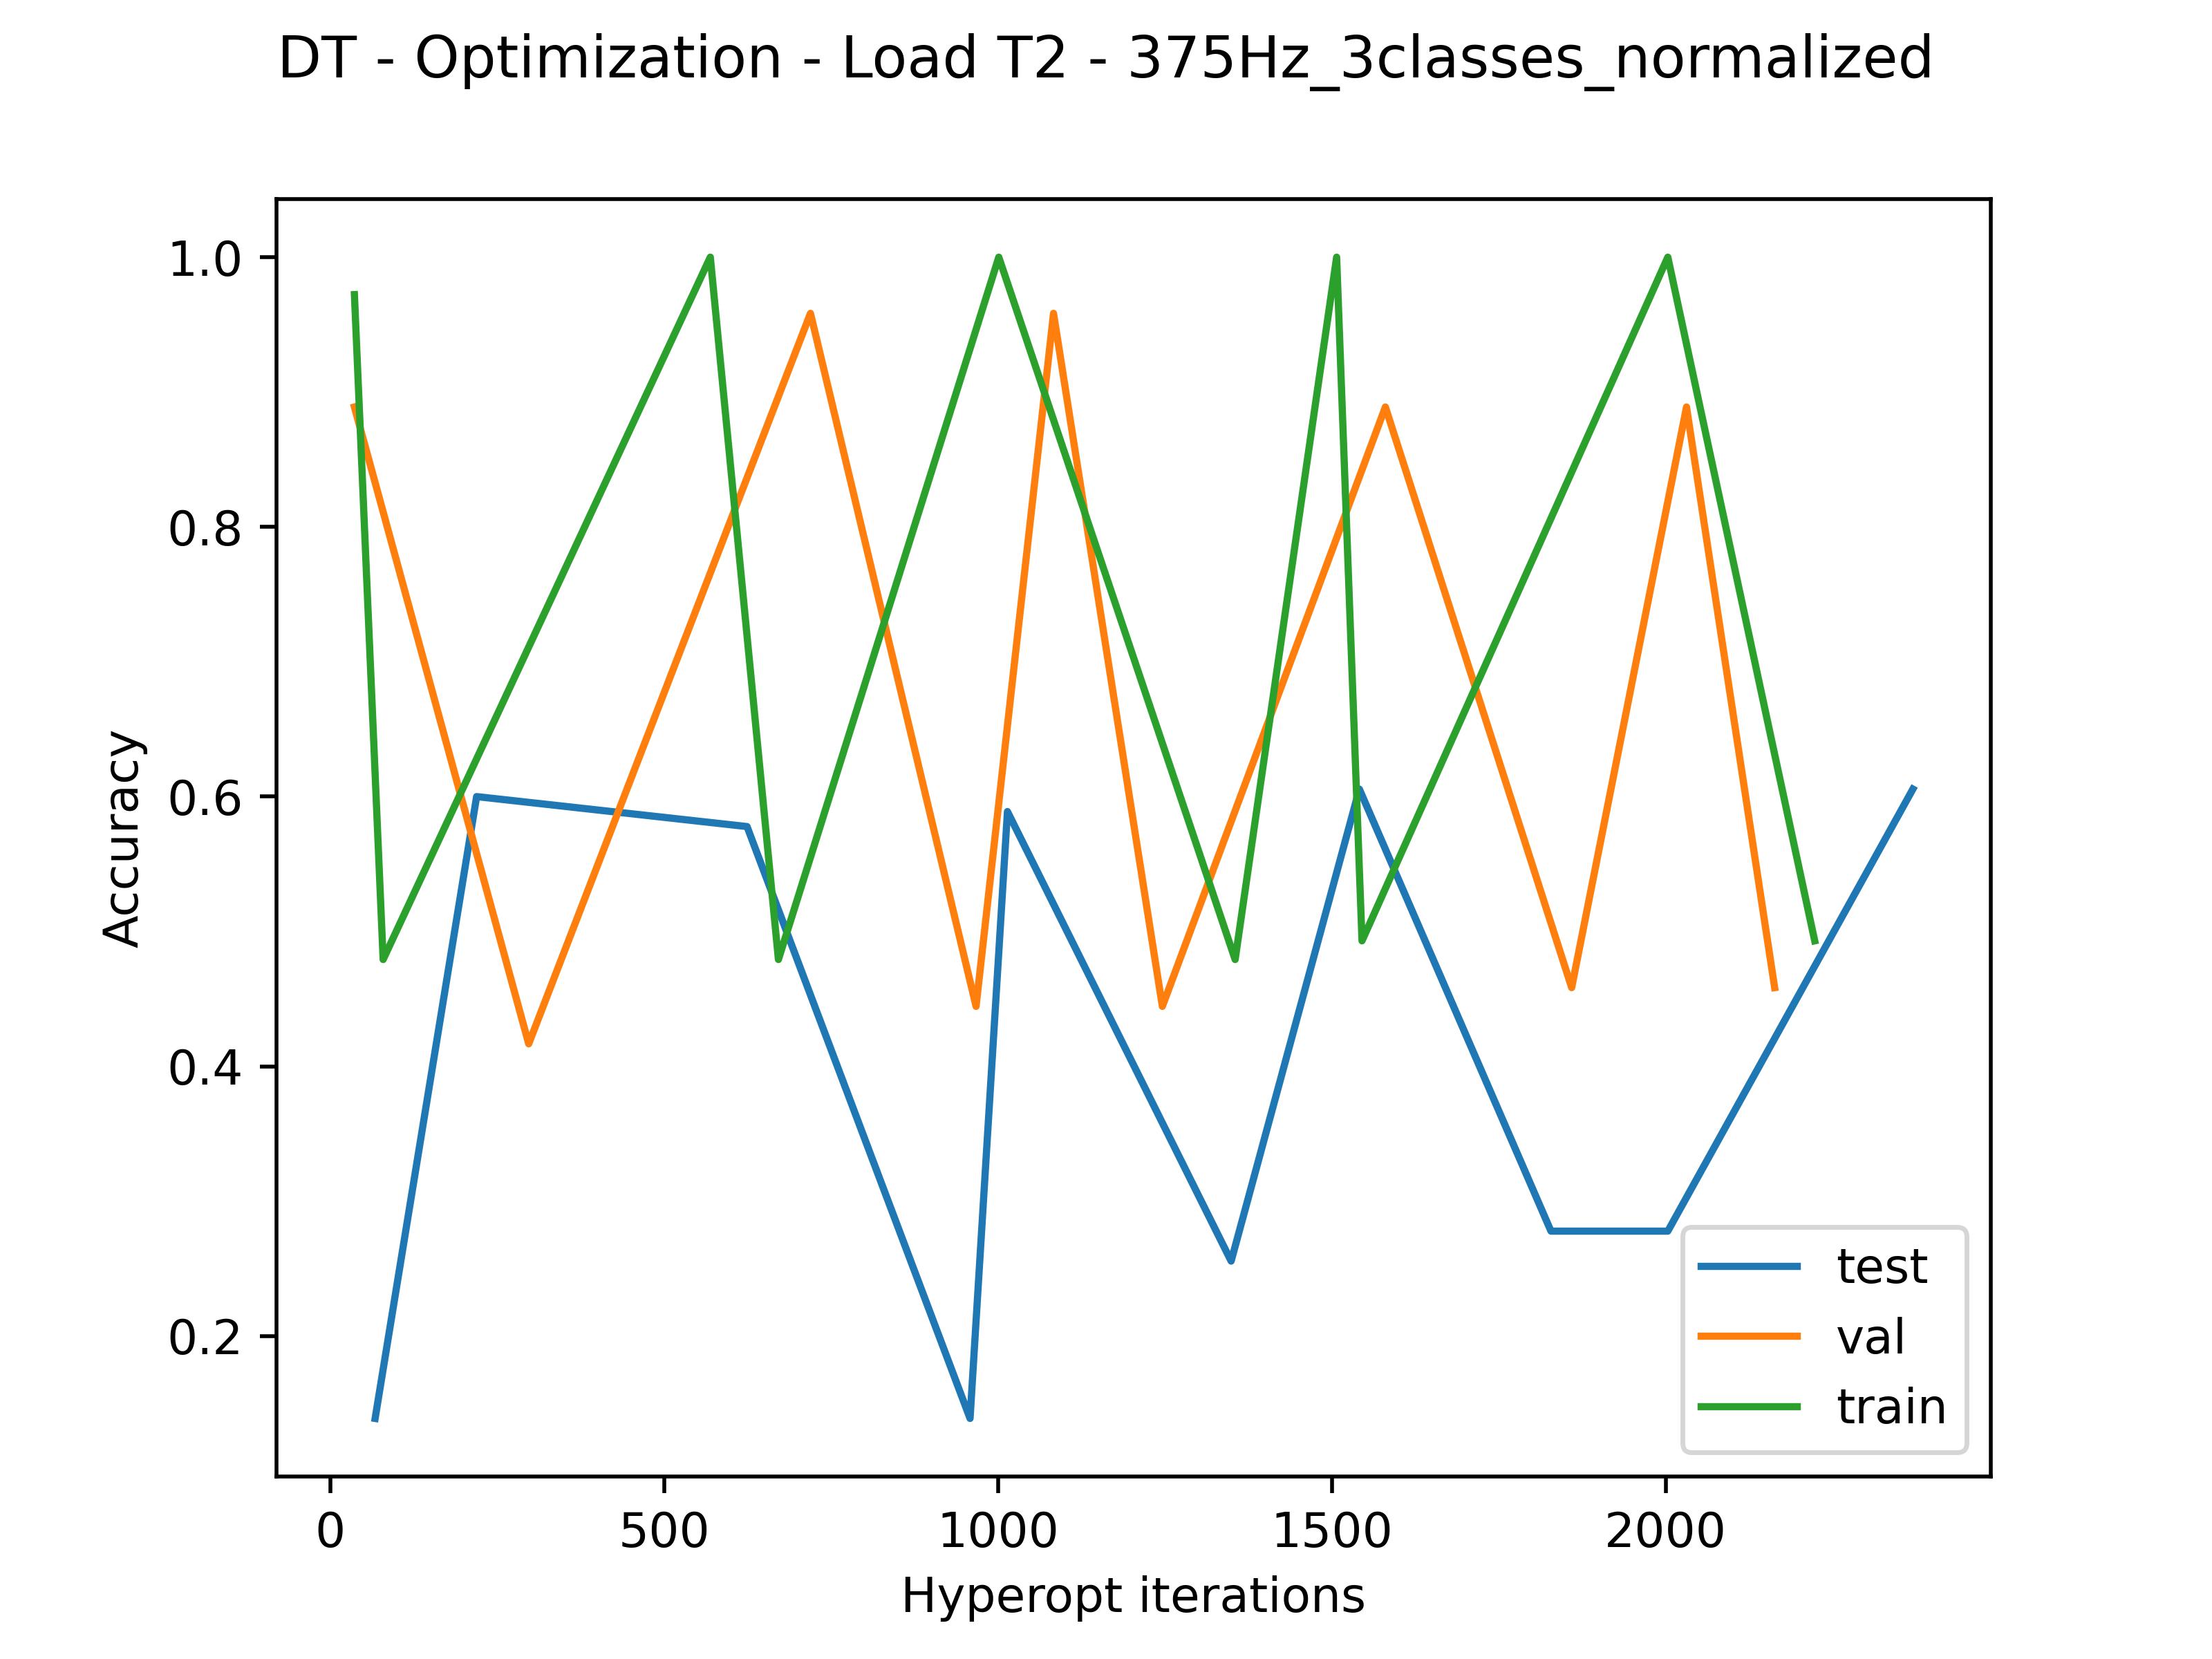 DT - Optimization - Load T2 - 375Hz_3classes_normalized
1.0
0.8
0.6
0.4
0.2
Accuracy
0 500 1000 1500 2000
Hyperopt iterations
test
val
train